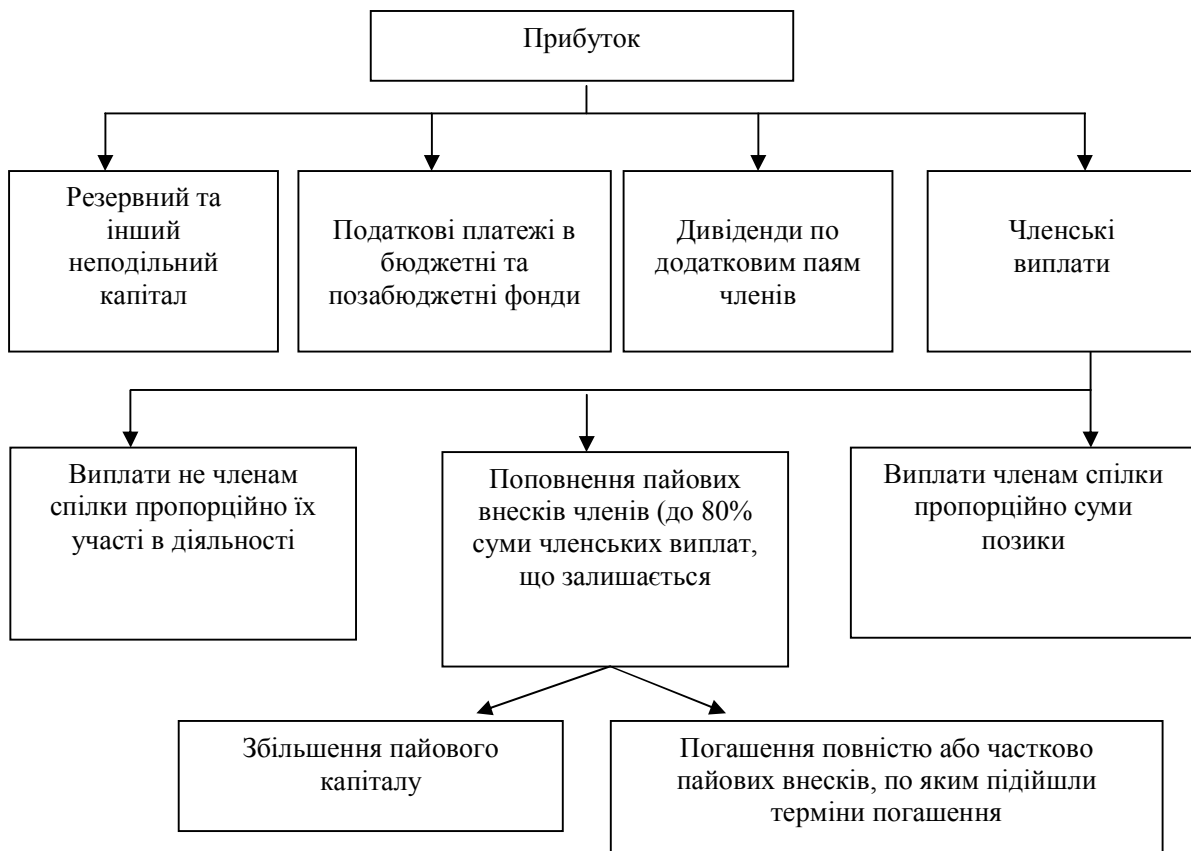 Прибуток
Резервний та
інший
неподільний
капітал
Податкові платежі в
бюджетні та
позабюджетні фонди
Дивіденди по
додатковим паям
членів
Членські
виплати
Виплати не членам
спілки пропорційно їх
участі в діяльності
Поповнення пайових
внесків членів (до 80%
суми членських виплат,
що залишається
Виплати членам спілки
пропорційно суми
позики
Збільшення пайового
капіталу
Погашення повністю або частково
пайових внесків, по яким підійшли
терміни погашення